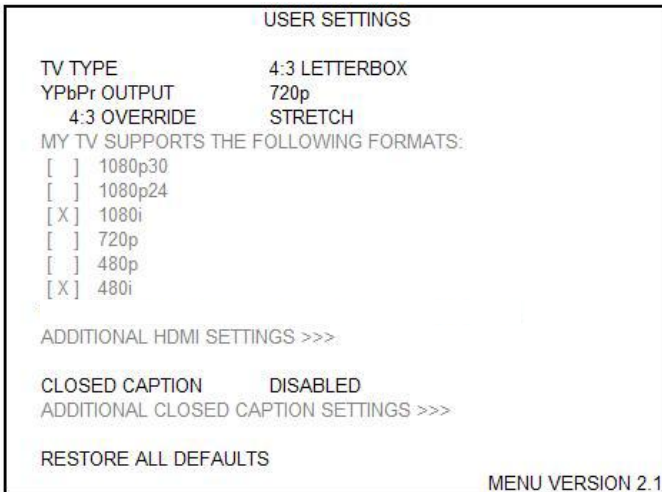 USER SETTINGS
TV TYPE 4:3 LETTERBOX
YPbPr OUTPUT 720p
4:3 OVERRIDE STRETCH
MY TV SUPPORTS THE FOLLOWING FORMATS:
[ ] 1080p30
[ ] 1080p24
[ X ] 1080i
[ ] 720p
[ ] 480p
[ X ] 480i
ADDITIONAL HDMI SETTINGS >>>
CLOSED CAPTION DISABLED
ADDITIONAL CLOSED CAPTION SETTINGS >>>
RESTORE ALL DEFAULTS
MENU VERSION 2.1